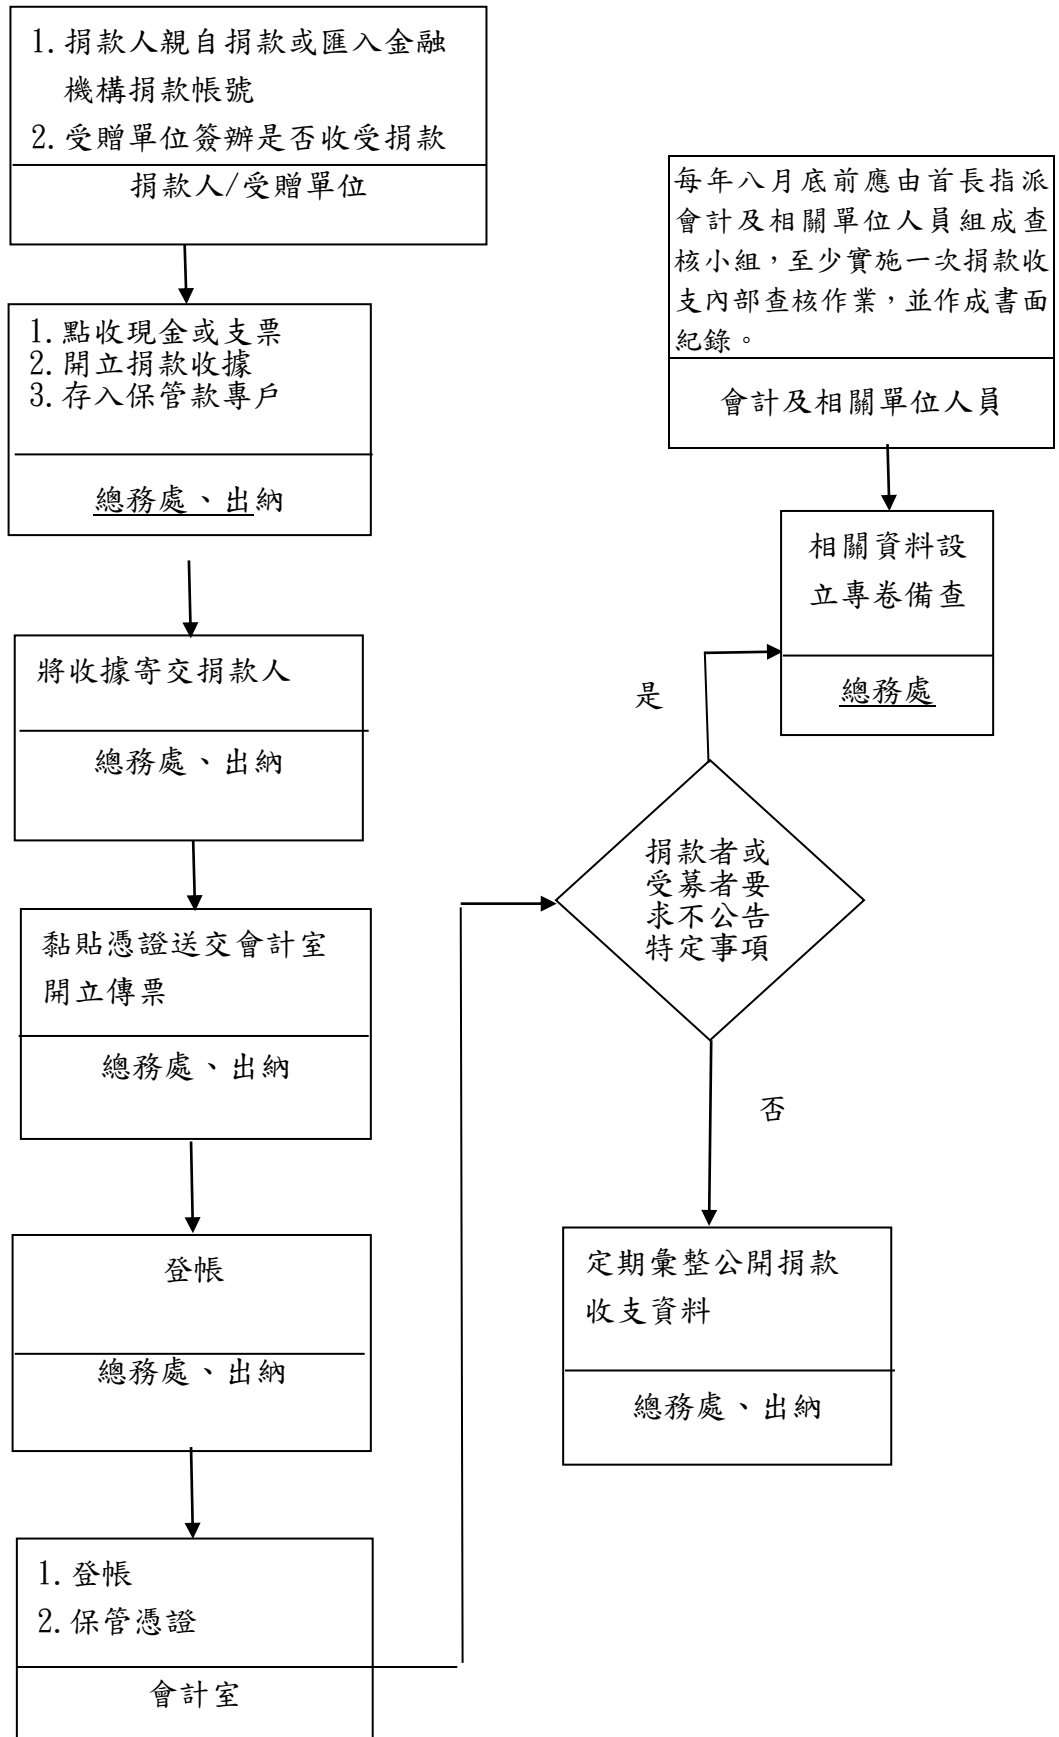 1.捐款人親自捐款或匯入金融
機構捐款帳號
2.受贈單位簽辦是否收受捐款
捐款人/受贈單位
1.點收現金或支票
2.開立捐款收據
3.存入保管款專戶
總務處、出納
將收據寄交捐款人
總務處、出納
黏貼憑證送交會計室
開立傳票
總務處、出納
登帳
總務處、出納
1.登帳
2.保管憑證
會計室
每年八月底前應由首長指派
會計及相關單位人員組成查
核小組，至少實施一次捐款收
支內部查核作業，並作成書面
紀錄。
會計及相關單位人員
相關資料設
立專卷備查
總務處
是
捐款者或
受募者要
求不公告
特定事項
否
定期彙整公開捐款
收支資料
總務處、出納